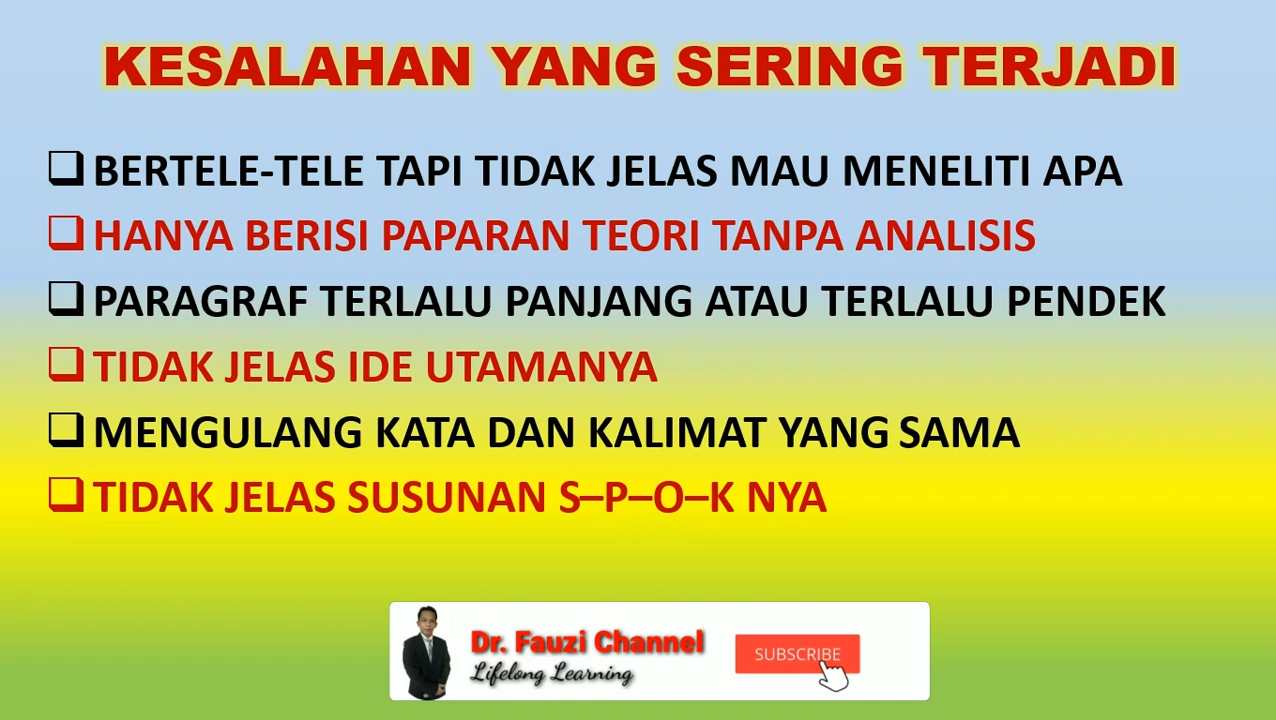 KESALAHAN YANG SERING TERJADI
BERTELE-TELE TAPI TIDAK JELAS MAU MENELITI APA
HANYA BERISI PAPARAN TEORI TANPA ANALISIS
PARAGRAF TERLALU PANJANG ATAU TERLALU PENDEK
TIDAK JELAS IDE UTAMANYA
MENGULANG KATA DAN KALIMAT YANG SAMA
TIDAK JELAS SUSUNAN S–P–O–K NYA
Dr. Fauzi Channel
Lifelong Learning
SUBSCRIBE